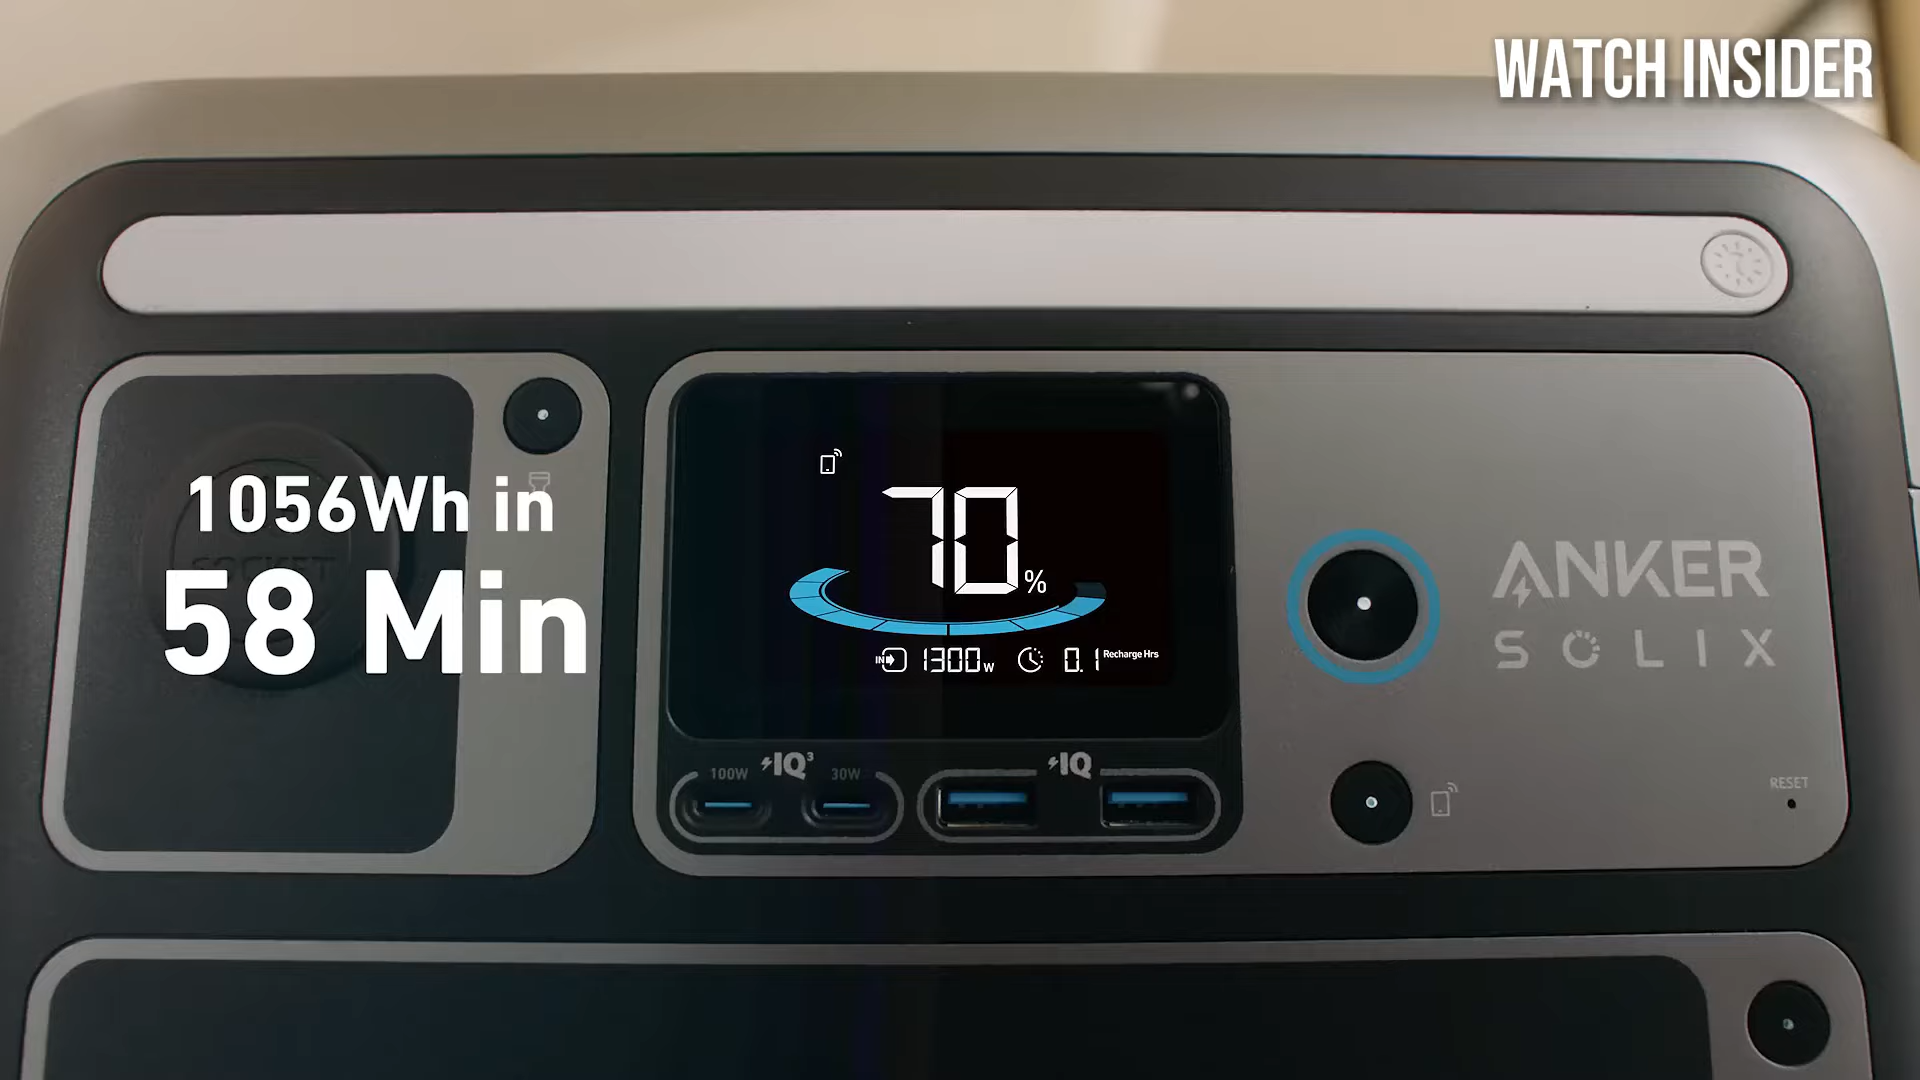 WATCH INSIDER
1056Wh in
58 Min
SOCKET
70%
IN 1300W 0.1 Recharge Hrs
ANKER
SOLIX
100W IQ3 30W
IQ
RESET